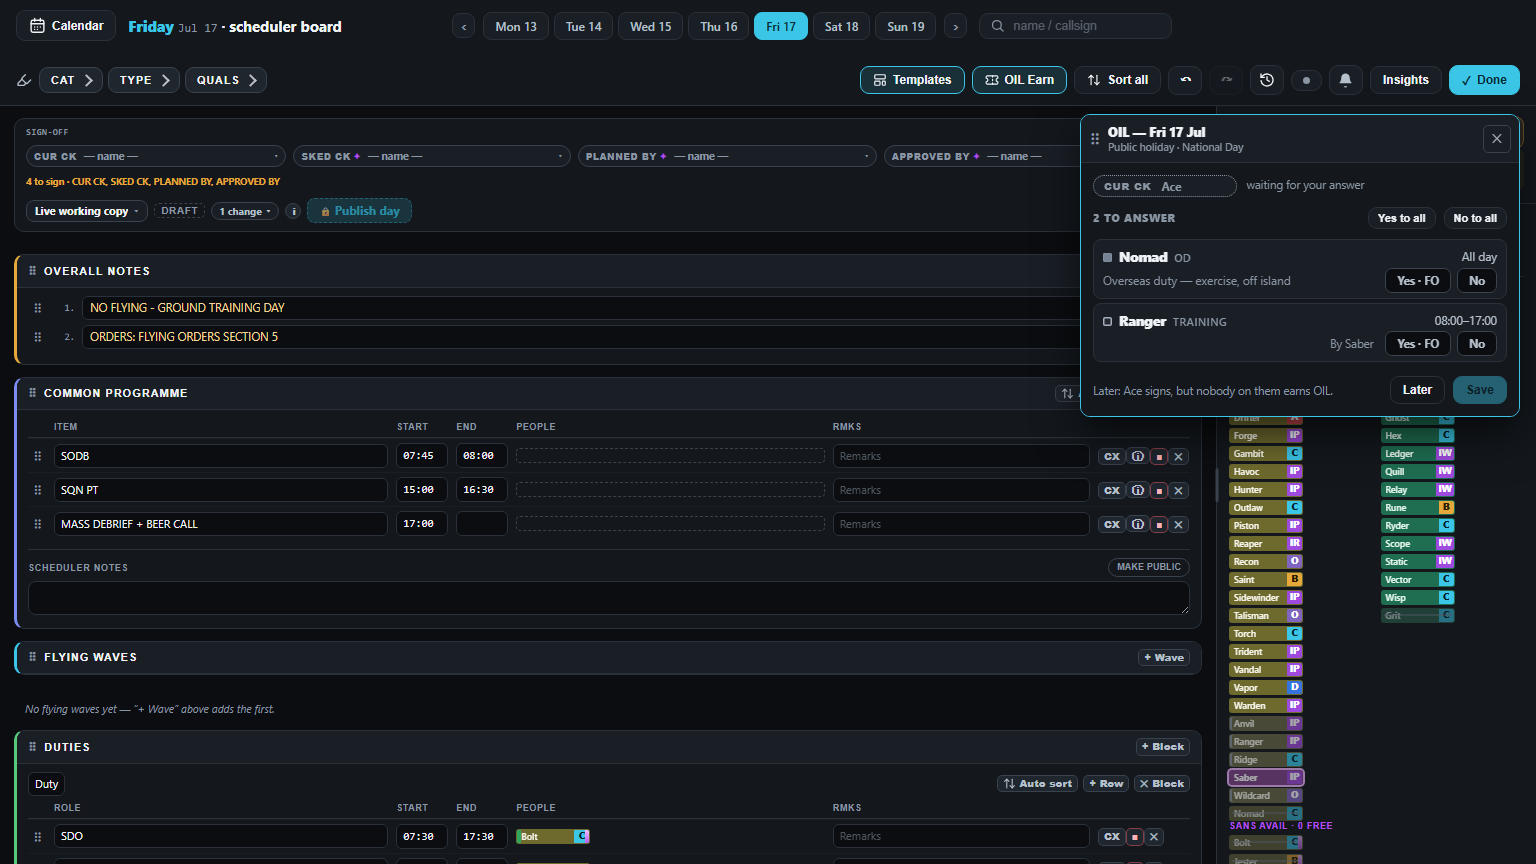 Calendar
Friday Jul 17 · scheduler board
‹ Mon 13 Tue 14 Wed 15 Thu 16 Fri 17 Sat 18 Sun 19 ›
name / callsign
CAT TYPE QUALS
Templates OIL Earn Sort all Insights ✓ Done
SIGN-OFF
CUR CK — name —
SKED CK ✦ — name —
PLANNED BY ✦ — name —
APPROVED BY ✦ — name —
4 to sign · CUR CK, SKED CK, PLANNED BY, APPROVED BY
Live working copy DRAFT 1 change i Publish day
OVERALL NOTES
1. NO FLYING - GROUND TRAINING DAY
2. ORDERS: FLYING ORDERS SECTION 5
COMMON PROGRAMME
ITEM START END PEOPLE RMKS
SODB 07:45 08:00 Remarks CX
SQN PT 15:00 16:30 Remarks CX
MASS DEBRIEF + BEER CALL 17:00 Remarks CX
SCHEDULER NOTES MAKE PUBLIC
FLYING WAVES + Wave
No flying waves yet — "+ Wave" above adds the first.
DUTIES + Block
Duty Auto sort + Row ✕ Block
ROLE START END PEOPLE RMKS
SDO 07:30 17:30 Bolt C Remarks CX
OIL — Fri 17 Jul
Public holiday · National Day
CUR CK Ace waiting for your answer
2 TO ANSWER Yes to all No to all
Nomad OD All day
Overseas duty — exercise, off island Yes · FO No
Ranger TRAINING 08:00–17:00
By Saber Yes · FO No
Later: Ace signs, but nobody on them earns OIL. Later Save
Forge IP
Gambit C
Havoc IP
Hunter IP
Outlaw C
Piston IP
Reaper IR
Recon O
Saint B
Sidewinder IP
Talisman O
Torch C
Trident IP
Vandal IP
Vapor D
Warden IP
Anvil IP
Ranger IP
Ridge C
Saber IP
Wildcard O
Nomad C
SANS AVAIL · 0 FREE
Bolt C
Ghost C
Hex C
Ledger IW
Quill IW
Relay IW
Rune B
Ryder C
Scope IW
Static IW
Vector C
Wisp C
Grit C